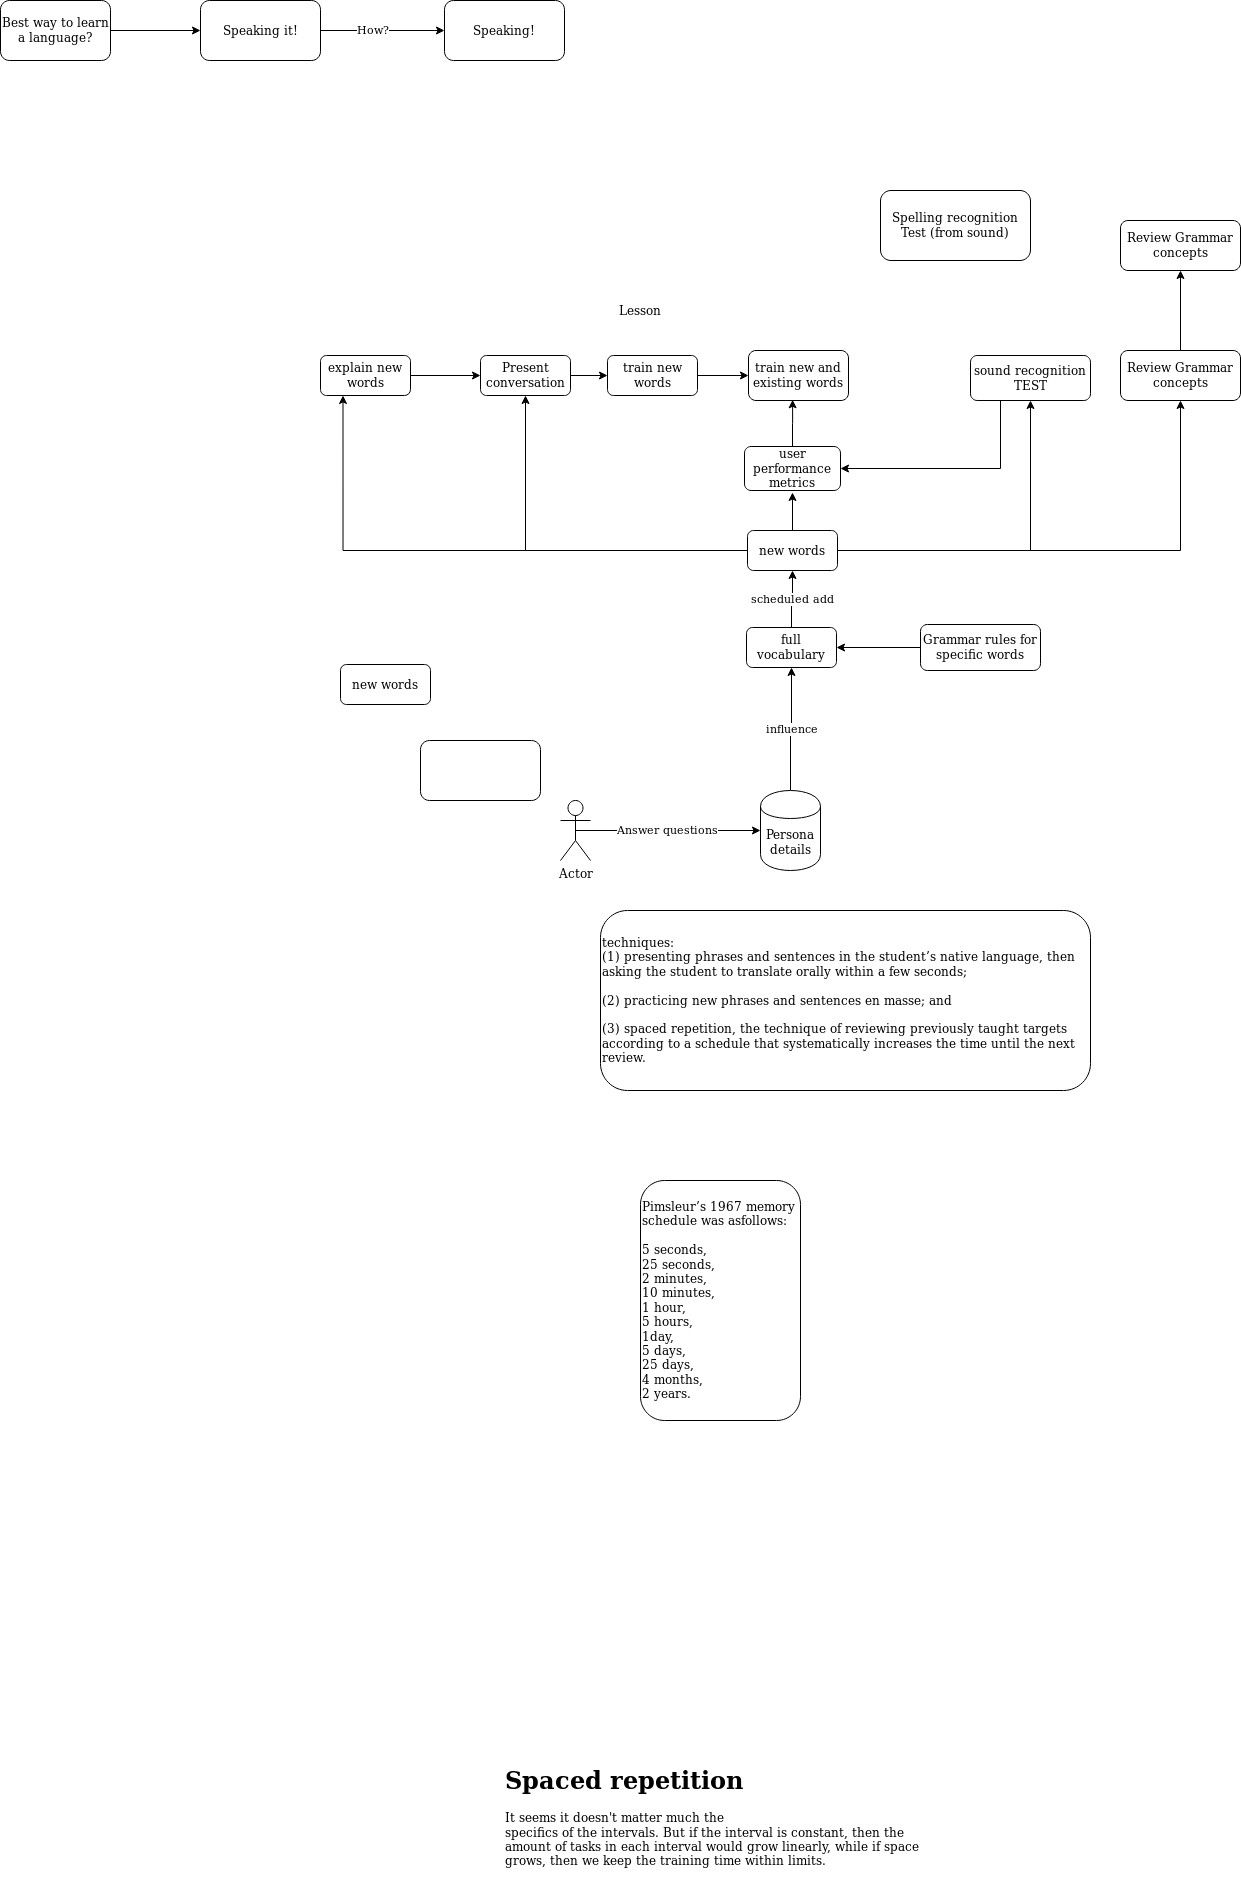 Best way to learn
a language?
Speaking it!
How?
Speaking!
Spelling recognition
Test (from sound)
Review Grammar
concepts
Lesson
explain new
words
Present
conversation
train new
words
train new and
existing words
sound recognition
TEST
Review Grammar
concepts
user
performance
metrics
new words
scheduled add
full
vocabulary
Grammar rules for
specific words
new words
influence
Answer questions
Persona
details
Actor
techniques:
(1) presenting phrases and sentences in the student’s native language, then
asking the student to translate orally within a few seconds;
(2) practicing new phrases and sentences en masse; and
(3) spaced repetition, the technique of reviewing previously taught targets
according to a schedule that systematically increases the time until the next
review.
Pimsleur’s 1967 memory
schedule was asfollows:
5 seconds,
25 seconds,
2 minutes,
10 minutes,
1 hour,
5 hours,
1day,
5 days,
25 days,
4 months,
2 years.
Spaced repetition
It seems it doesn't matter much the
specifics of the intervals. But if the interval is constant, then the
amount of tasks in each interval would grow linearly, while if space
grows, then we keep the training time within limits.